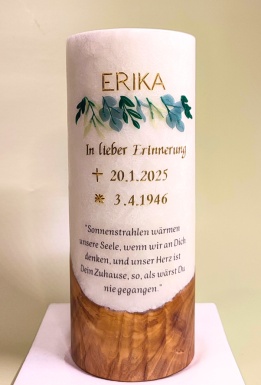 ERIKA
In lieber Erinnerung
✝ 20.1.2025
* 3.4.1946
"Sonnenstrahlen wärmen
unsere Seele, wenn wir an Dich
denken, und unser Herz ist
Dein Zuhause, so, als wärst Du
nie gegangen."